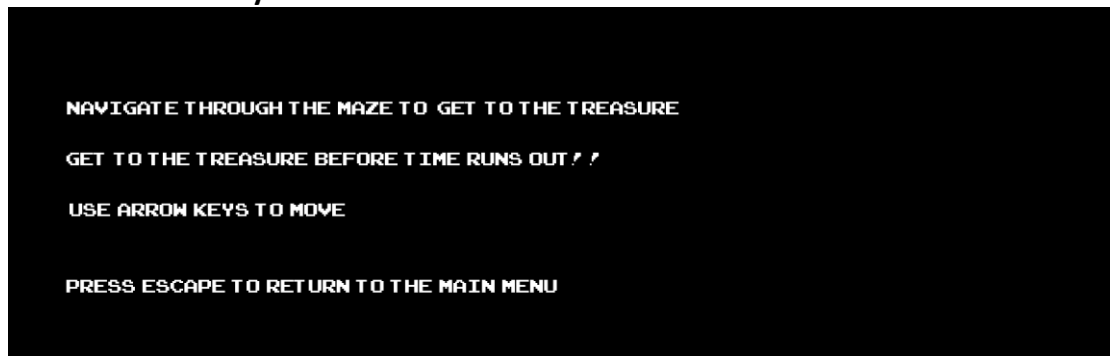 NAVIGATE THROUGH THE MAZE TO GET TO THE TREASURE
GET TO THE TREASURE BEFORE TIME RUNS OUT!!
USE ARROW KEYS TO MOVE
PRESS ESCAPE TO RETURN TO THE MAIN MENU